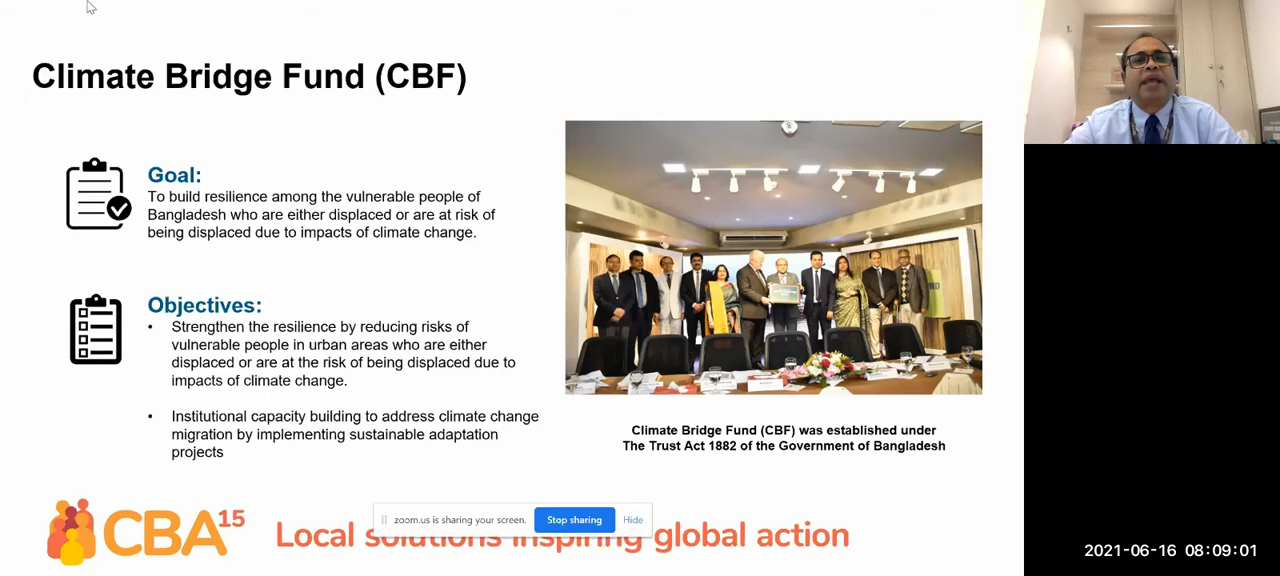 Climate Bridge Fund (CBF)
Goal:
To build resilience among the vulnerable people of
Bangladesh who are either displaced or are at risk of
being displaced due to impacts of climate change.
Objectives:
• Strengthen the resilience by reducing risks of
vulnerable people in urban areas who are either
displaced or are at the risk of being displaced due to
impacts of climate change.
• Institutional capacity building to address climate change
migration by implementing sustainable adaptation
projects
Climate Bridge Fund (CBF) was established under
The Trust Act 1882 of the Government of Bangladesh
CBA15
Local solutions inspiring global action
zoom.us is sharing your screen. Stop sharing Hide
2021-06-16 08:09:01